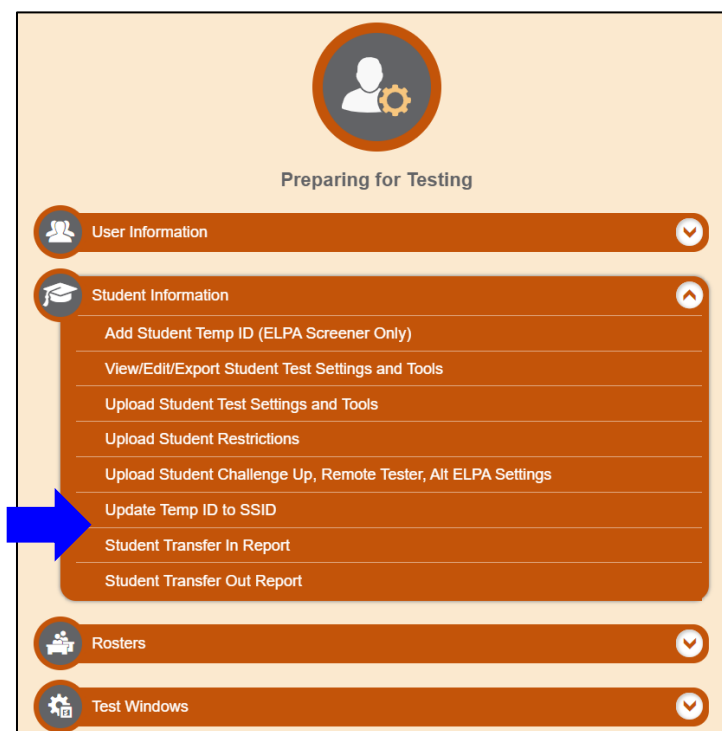 Preparing for Testing
User Information
Student Information
Add Student Temp ID (ELPA Screener Only)
View/Edit/Export Student Test Settings and Tools
Upload Student Test Settings and Tools
Upload Student Restrictions
Upload Student Challenge Up, Remote Tester, Alt ELPA Settings
Update Temp ID to SSID
Student Transfer In Report
Student Transfer Out Report
Rosters
Test Windows